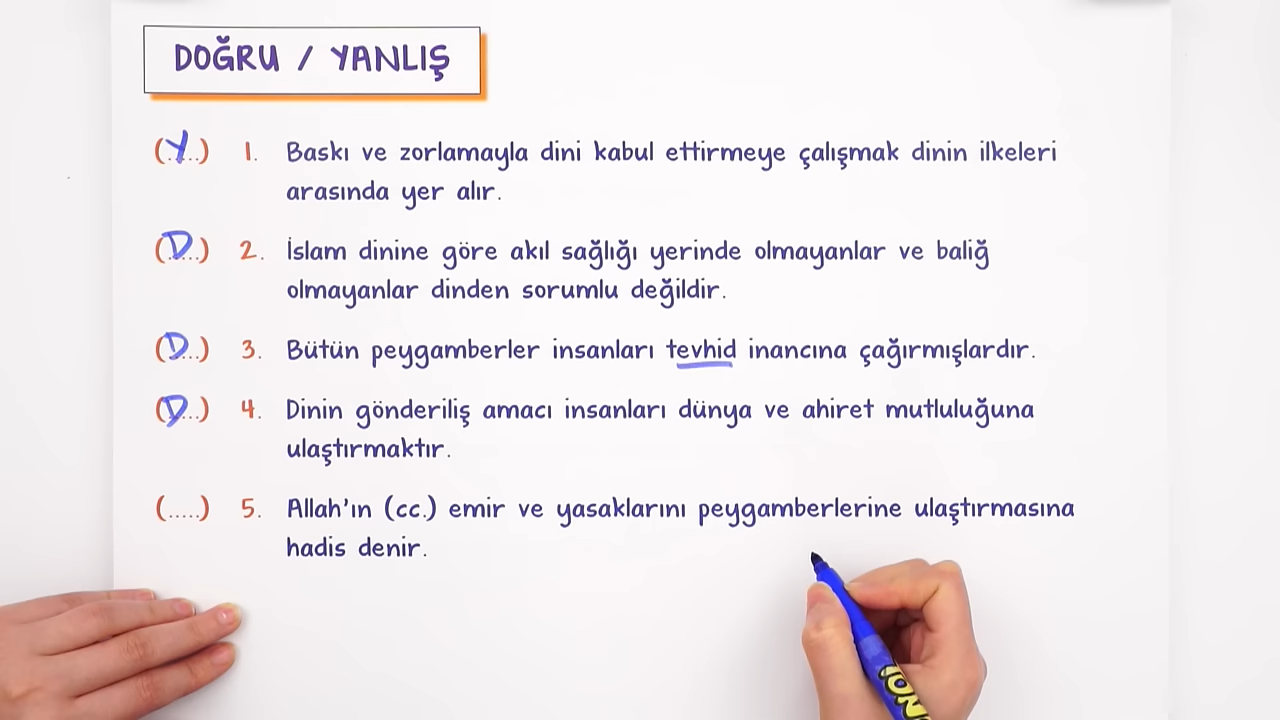 DOĞRU / YANLIŞ
(Y...) 1. Baskı ve zorlamayla dini kabul ettirmeye çalışmak dinin ilkeleri
arasında yer alır.
(D...) 2. İslam dinine göre akıl sağlığı yerinde olmayanlar ve baliğ
olmayanlar dinden sorumlu değildir.
(D...) 3. Bütün peygamberler insanları tevhid inancına çağırmışlardır.
(D...) 4. Dinin gönderiliş amacı insanları dünya ve ahiret mutluluğuna
ulaştırmaktır.
(.....) 5. Allah'ın (cc.) emir ve yasaklarını peygamberlerine ulaştırmasına
hadis denir.